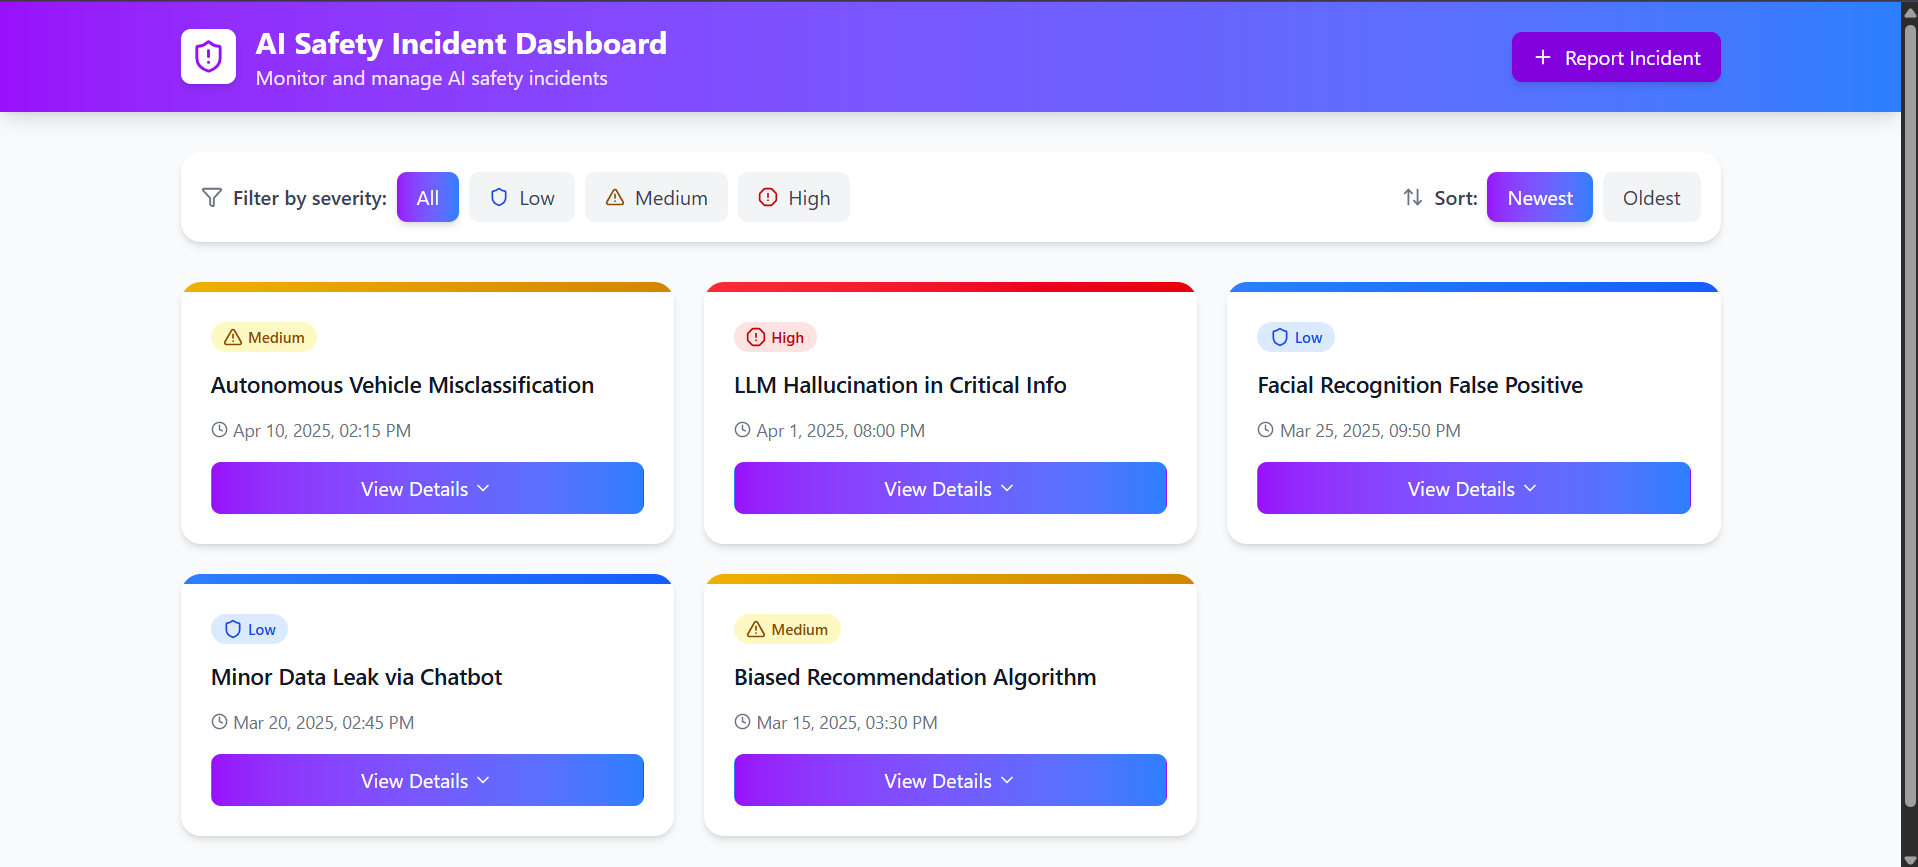 AI Safety Incident Dashboard
Monitor and manage AI safety incidents
Report Incident
Filter by severity: All Low Medium High Sort: Newest Oldest
Medium
Autonomous Vehicle Misclassification
Apr 10, 2025, 02:15 PM
View Details
High
LLM Hallucination in Critical Info
Apr 1, 2025, 08:00 PM
View Details
Low
Facial Recognition False Positive
Mar 25, 2025, 09:50 PM
View Details
Low
Minor Data Leak via Chatbot
Mar 20, 2025, 02:45 PM
View Details
Medium
Biased Recommendation Algorithm
Mar 15, 2025, 03:30 PM
View Details